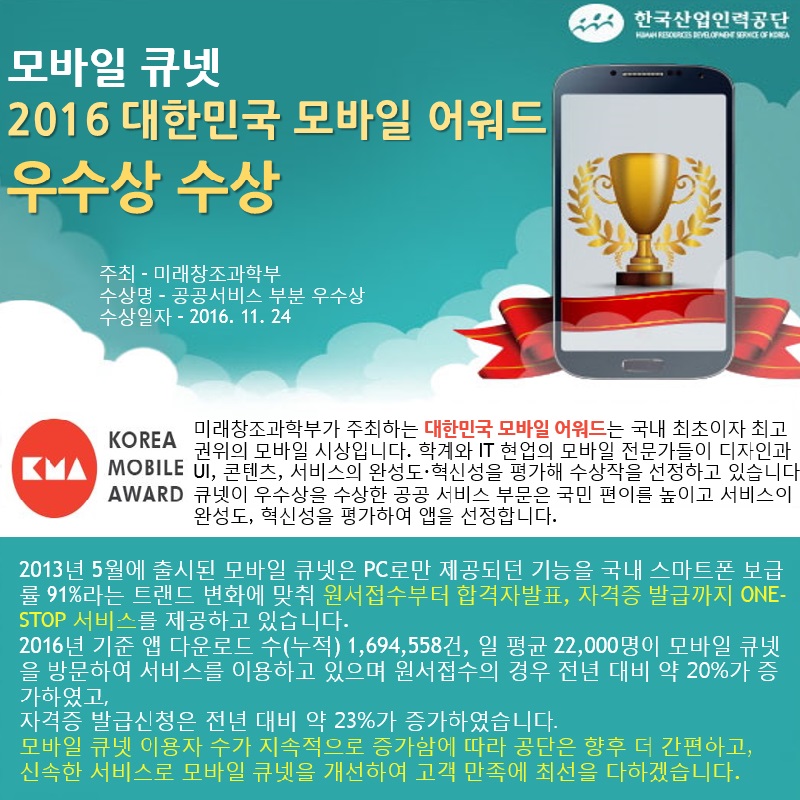 한국산업인력공단
HUMAN RESOURCES DEVELOPMENT SERVICE OF KOREA
모바일 큐넷
2016 대한민국 모바일 어워드
우수상 수상
주최 - 미래창조과학부
수상명 - 공공서비스 부분 우수상
수상일자 - 2016. 11. 24
KMA
KOREA
MOBILE
AWARD
미래창조과학부가 주최하는 대한민국 모바일 어워드는 국내 최초이자 최고
권위의 모바일 시상입니다. 학계와 IT 현업의 모바일 전문가들이 디자인과
UI, 콘텐츠, 서비스의 완성도·혁신성을 평가해 수상작을 선정하고 있습니다
큐넷이 우수상을 수상한 공공 서비스 부문은 국민 편이를 높이고 서비스이
완성도, 혁신성을 평가하여 앱을 선정합니다.
2013년 5월에 출시된 모바일 큐넷은 PC로만 제공되던 기능을 국내 스마트폰 보급
률 91%라는 트랜드 변화에 맞춰 원서접수부터 합격자발표, 자격증 발급까지 ONE-
STOP 서비스를 제공하고 있습니다.
2016년 기준 앱 다운로드 수(누적) 1,694,558건, 일 평균 22,000명이 모바일 큐넷
을 방문하여 서비스를 이용하고 있으며 원서접수의 경우 전년 대비 약 20%가 증
가하였고,
자격증 발급신청은 전년 대비 약 23%가 증가하였습니다.
모바일 큐넷 이용자 수가 지속적으로 증가함에 따라 공단은 향후 더 간편하고,
신속한 서비스로 모바일 큐넷을 개선하여 고객 만족에 최선을 다하겠습니다.